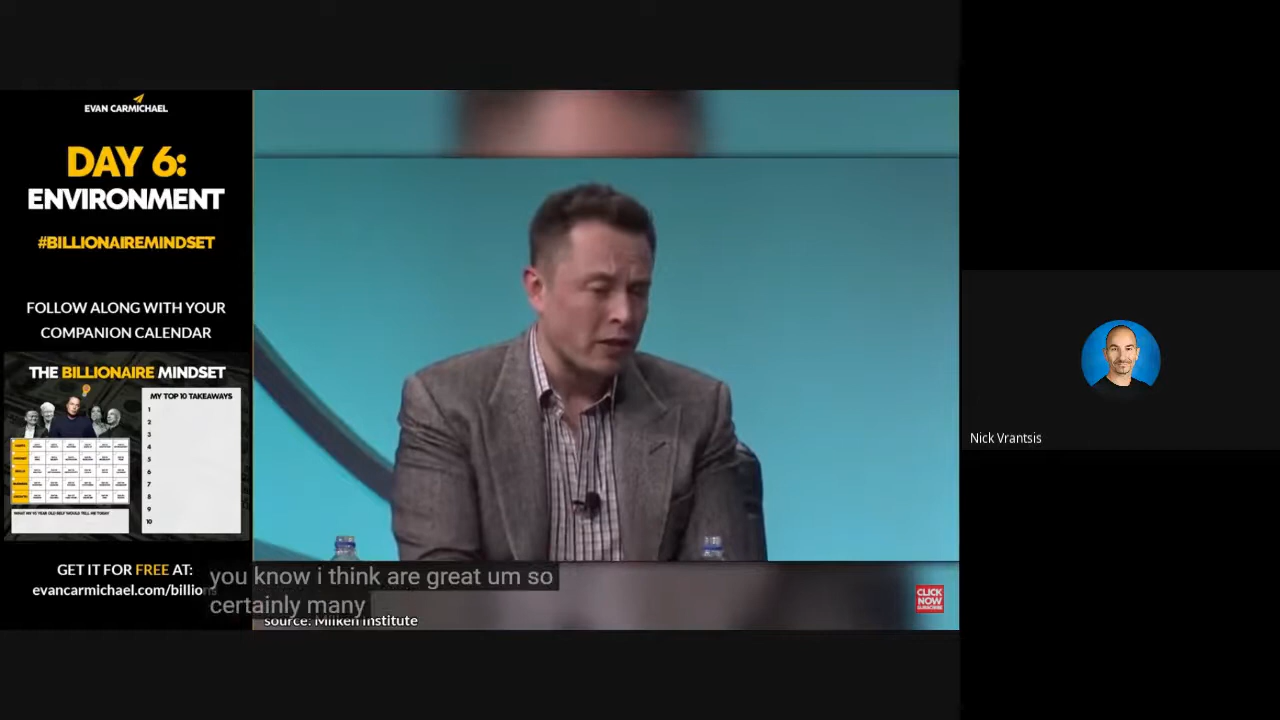 EVAN CARMICHAEL
DAY 6:
ENVIRONMENT
#BILLIONAIREMINDSET
FOLLOW ALONG WITH YOUR
COMPANION CALENDAR
THE BILLIONAIRE MINDSET
MY TOP 10 TAKEAWAYS
1
2
3
4
5
6
7
8
9
10
GET IT FOR FREE AT:
evancarmichael.com/billion
you know i think are great um so
certainly many
source: Milken Institute
CLICK
NOW
SUBSCRIBE
Nick Vrantsis